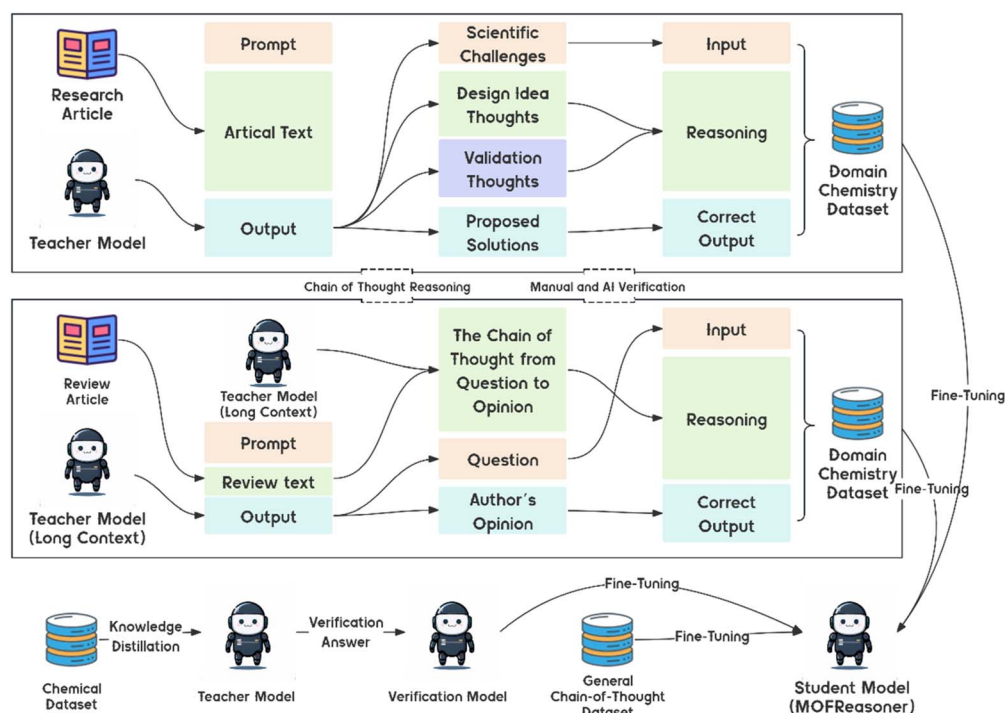 Research
Article
Teacher Model
Prompt
Artical Text
Output
Scientific
Challenges
Design Idea
Thoughts
Validation
Thoughts
Proposed
Solutions
Input
Reasoning
Correct
Output
Domain
Chemistry
Dataset
Chain of Thought Reasoning
Manual and AI Verification
Review
Article
Teacher Model
(Long Context)
Teacher Model
(Long Context)
Prompt
Review text
Output
The Chain of
Thought from
Question to
Opinion
Question
Author's
Opinion
Input
Reasoning
Correct
Output
Domain
Chemistry
Dataset
Fine-Tuning
Fine-Tuning
Chemical
Dataset
Knowledge
Distillation
Teacher Model
Verification
Answer
Verification Model
Fine-Tuning
General
Chain-of-Thought
Dataset
Fine-Tuning
Student Model
(MOFReasoner)